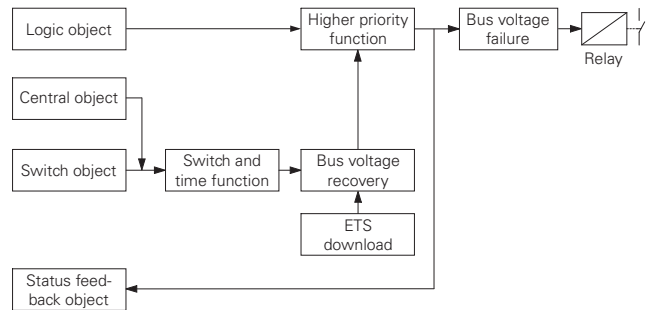 Logic object
Higher priority
function
Bus voltage
failure
Relay
Central object
Switch object
Switch and
time function
Bus voltage
recovery
ETS
download
Status feed-
back object